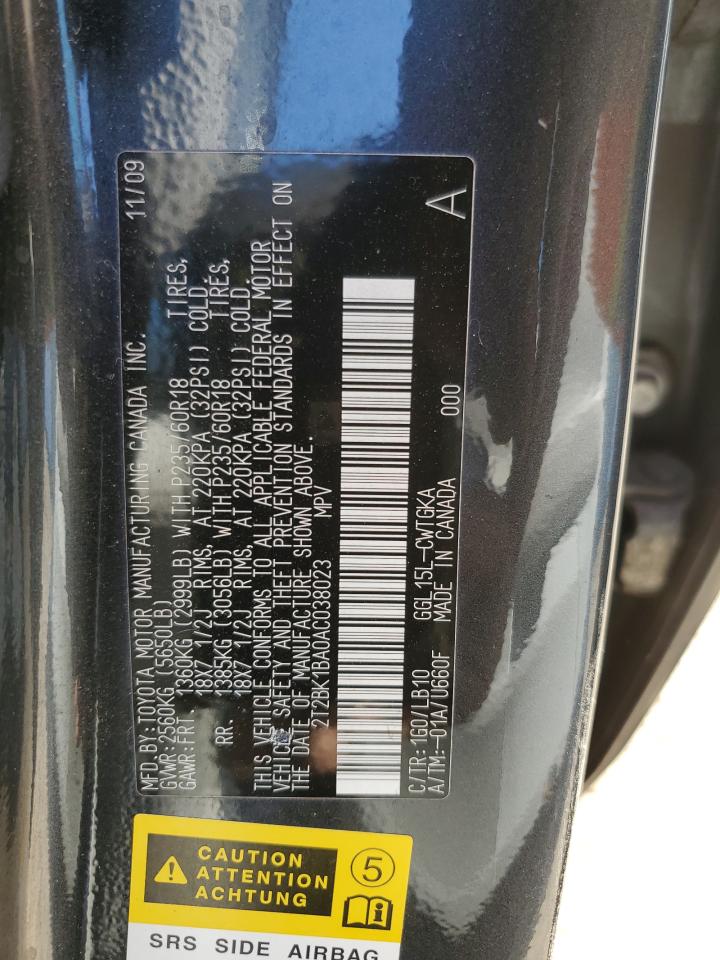 MFD. BY: TOYOTA MOTOR MANUFACTURING CANADA INC. 11/09
GVWR: 2560KG (5850LB)
GAWR: FRT. 1360KG (2999LB) WITH P235/60R18 TIRES,
18X7 1/2J RIMS, AT 220KPA (32PSI) COLD.
RR. 1385KG (3056LB) WITH P235/60R18 TIRES,
18X7 1/2J RIMS, AT 220KPA (32PSI) COLD.
THIS VEHICLE CONFORMS TO ALL APPLICABLE FEDERAL MOTOR
VEHICLE SAFETY AND THEFT PREVENTION STANDARDS IN EFFECT ON
THE DATE OF MANUFACTURE SHOWN ABOVE.
2T2BK1BA0AC038023 MPV
A
C/TR: 1G0/LB10 GGL15L-CWTGKA
A/TM: -01A/U660F MADE IN CANADA 000
CAUTION
ATTENTION
ACHTUNG
5
SRS SIDE AIRBAG